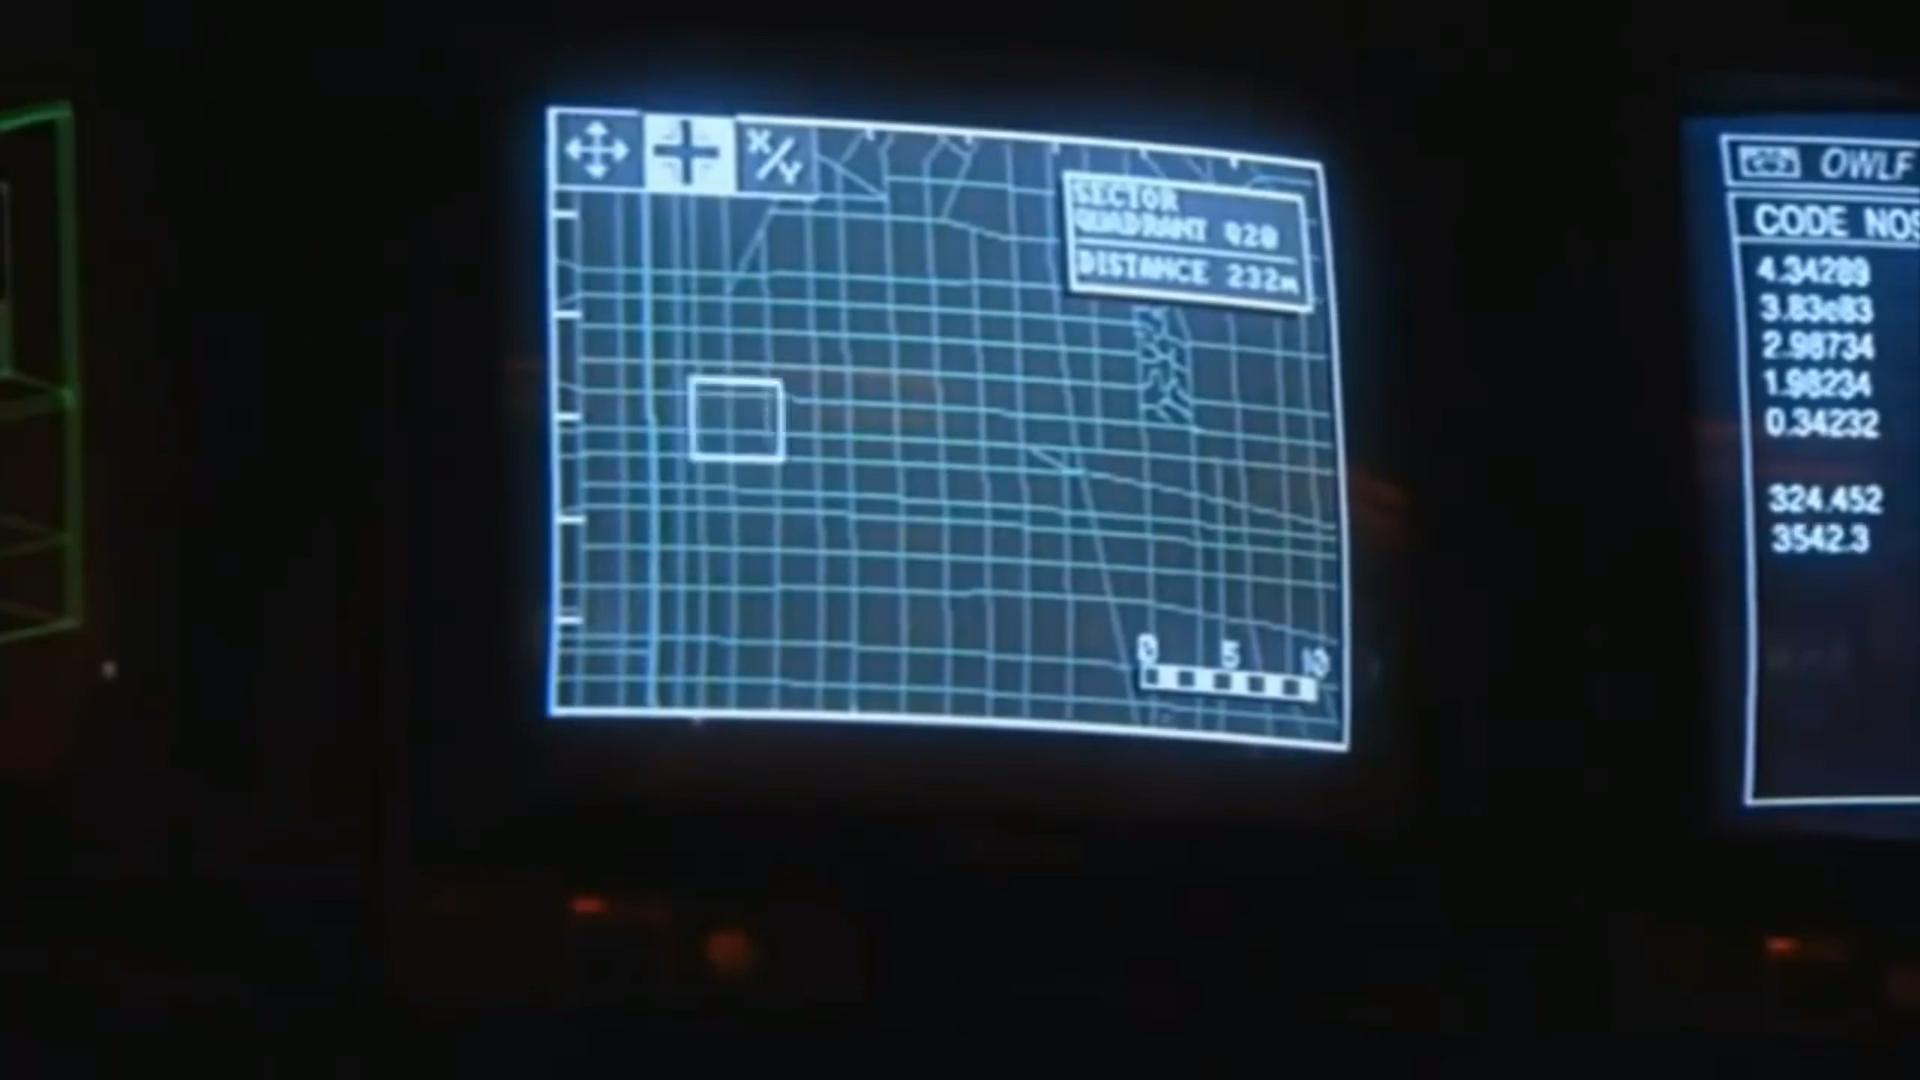 X/Y
SECTOR
QUADRANT Q20
DISTANCE 232m
0 5 10
OWLF
CODE NOS
4.34289
3.83e83
2.98734
1.98234
0.34232
324.452
3542.3